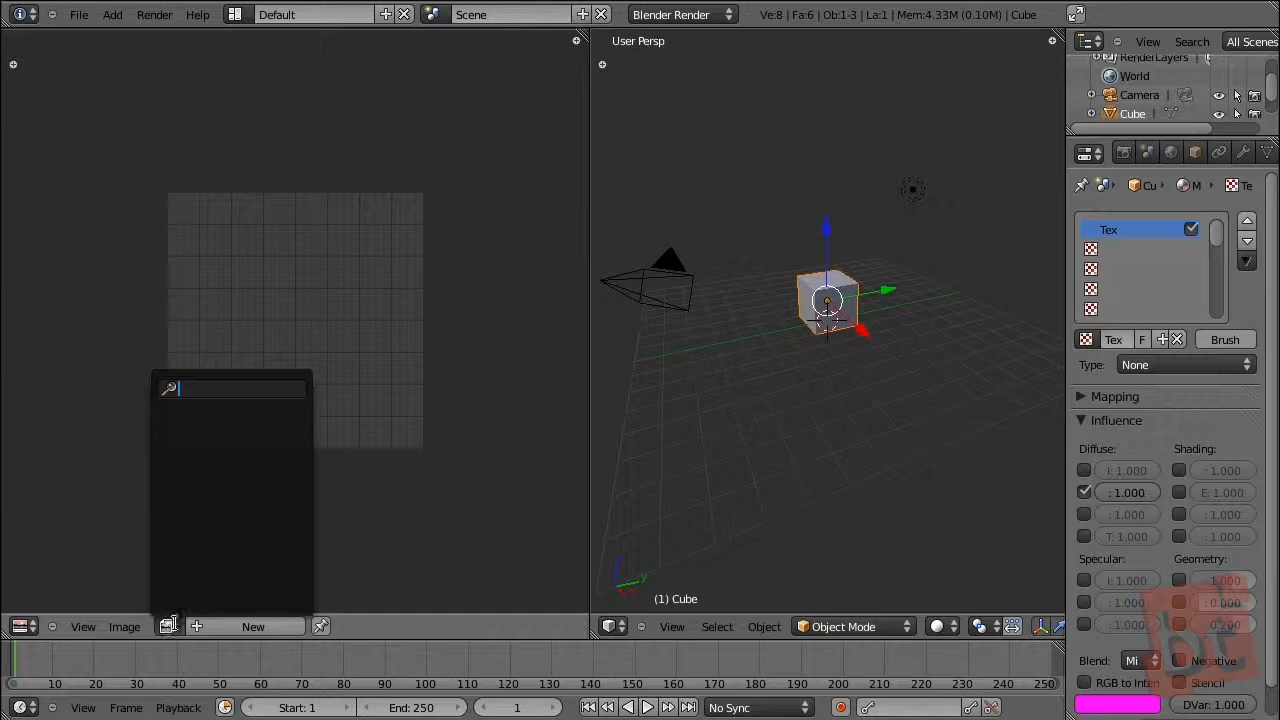 File Add Render Help Default Scene Blender Render Ve:8 | Fa:6 | Ob:1-3 | La:1 | Mem:4.33M (0.10M) | Cube
User Persp
View Search All Scenes
RenderLayers |
World
Camera |
Cube |
Cu M Te
Tex
Tex F Brush
Type: None
Mapping
Influence
Diffuse: Shading:
I: 1.000 : 1.000
: 1.000 E: 1.000
: 1.000 : 1.000
T: 1.000 : 1.000
Specular: Geometry:
I: 1.000 1.000
: 1.000 : 0.000
: 1.000 0.200
Blend: Mi Negative
RGB to Inten Stencil
DVar: 1.000
x y
(1) Cube
View Image New
View Select Object Object Mode
10 20 30 40 50 60 70 80 90 100 110 120 130 140 150 160 170 180 190 200 210 220 230 240 250
View Frame Playback Start: 1 End: 250 1 No Sync